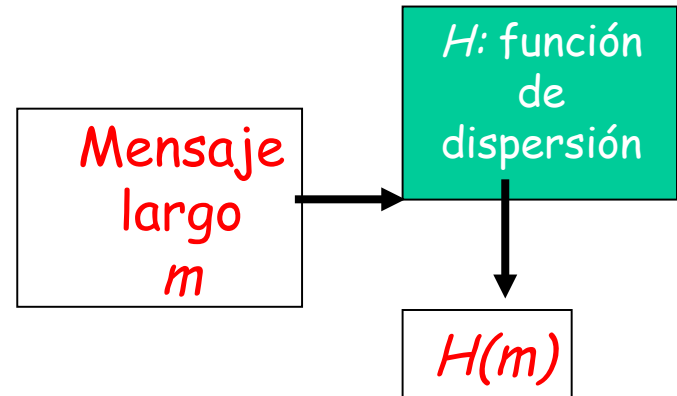 Mensaje
largo
m
H: función
de
dispersión
H(m)